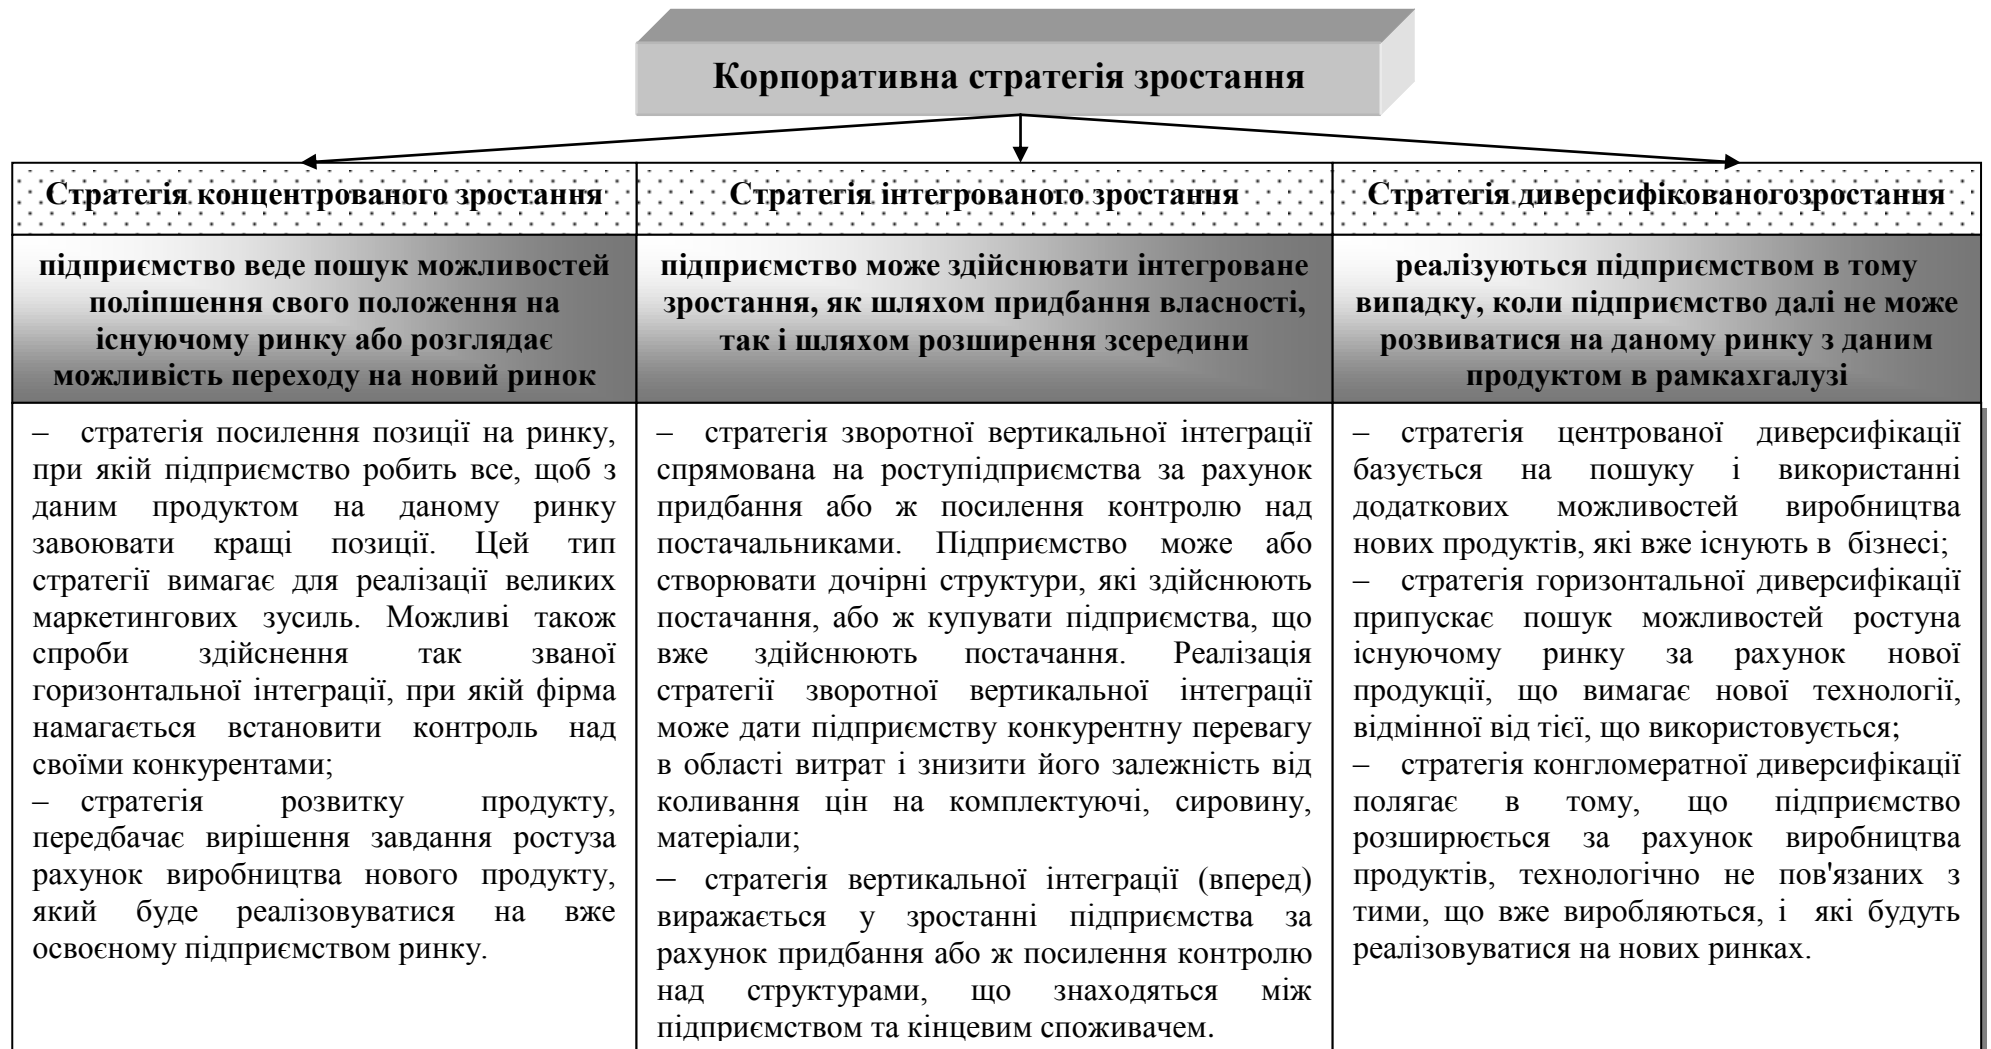 Корпоративна стратегія зростання
Стратегія концентрованого зростання
підприємство веде пошук можливостей
поліпшення свого положення на
існуючому ринку або розглядає
можливість переходу на новий ринок
– стратегія посилення позиції на ринку,
при якій підприємство робить все, щоб з
даним продуктом на даному ринку
завоювати кращі позиції. Цей тип
стратегії вимагає для реалізації великих
маркетингових зусиль. Можливі також
спроби здійснення так званої
горизонтальної інтеграції, при якій фірма
намагається встановити контроль над
своїми конкурентами;
– стратегія розвитку продукту,
передбачає вирішення завдання ростуза
рахунок виробництва нового продукту,
який буде реалізовуватися на вже
освоєному підприємством ринку.
Стратегія інтегрованого зростання
підприємство може здійснювати інтегроване
зростання, як шляхом придбання власності,
так і шляхом розширення зсередини
– стратегія зворотної вертикальної інтеграції
спрямована на роступідприємства за рахунок
придбання або ж посилення контролю над
постачальниками. Підприємство може або
створювати дочірні структури, які здійснюють
постачання, або ж купувати підприємства, що
вже здійснюють постачання. Реалізація
стратегії зворотної вертикальної інтеграції
може дати підприємству конкурентну перевагу
в області витрат і знизити його залежність від
коливання цін на комплектуючі, сировину,
матеріали;
– стратегія вертикальної інтеграції (вперед)
виражається у зростанні підприємства за
рахунок придбання або ж посилення контролю
над структурами, що знаходяться між
підприємством та кінцевим споживачем.
Стратегія диверсифікованогозростання
реалізуються підприємством в тому
випадку, коли підприємство далі не може
розвиватися на даному ринку з даним
продуктом в рамкахгалузі
– стратегія центрованої диверсифікації
базується на пошуку і використанні
додаткових можливостей виробництва
нових продуктів, які вже існують в бізнесі;
– стратегія горизонтальної диверсифікації
припускає пошук можливостей ростуна
існуючому ринку за рахунок нової
продукції, що вимагає нової технології,
відмінної від тієї, що використовується;
– стратегія конгломератної диверсифікації
полягає в тому, що підприємство
розширюється за рахунок виробництва
продуктів, технологічно не пов'язаних з
тими, що вже виробляються, і які будуть
реалізовуватися на нових ринках.